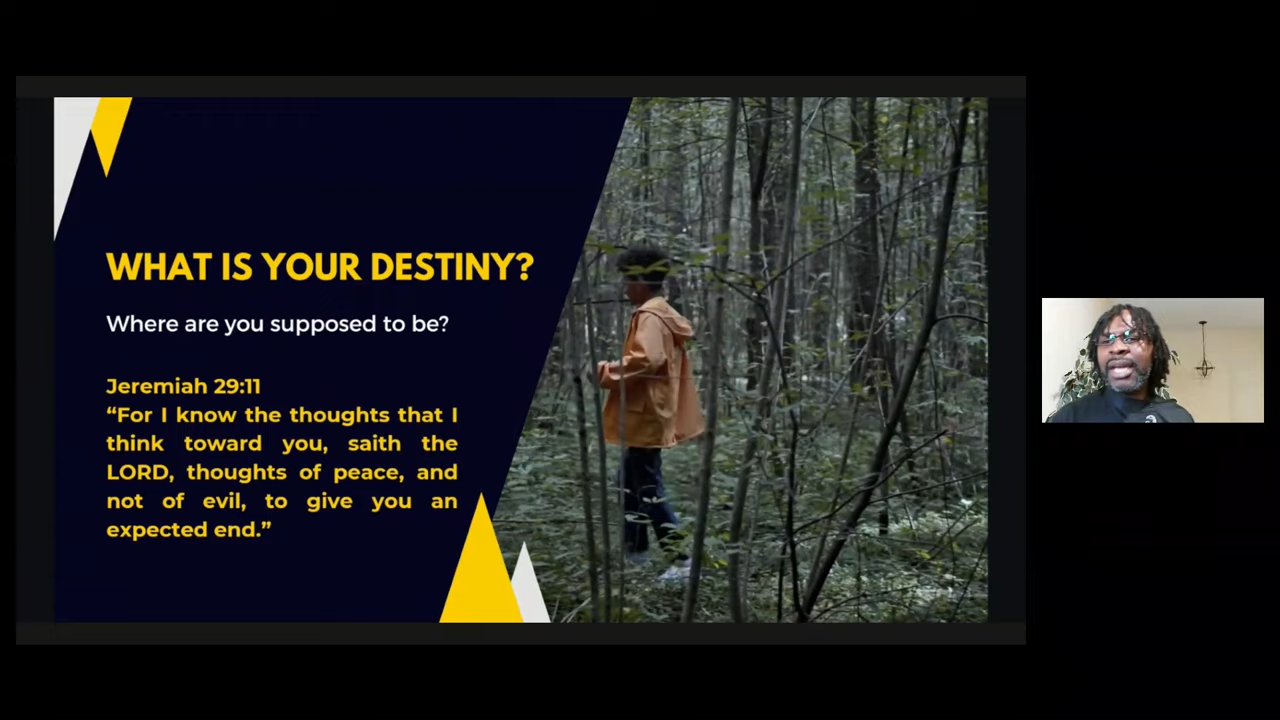 WHAT IS YOUR DESTINY?
Where are you supposed to be?
Jeremiah 29:11
“For I know the thoughts that I
think toward you, saith the
LORD, thoughts of peace, and
not of evil, to give you an
expected end.”